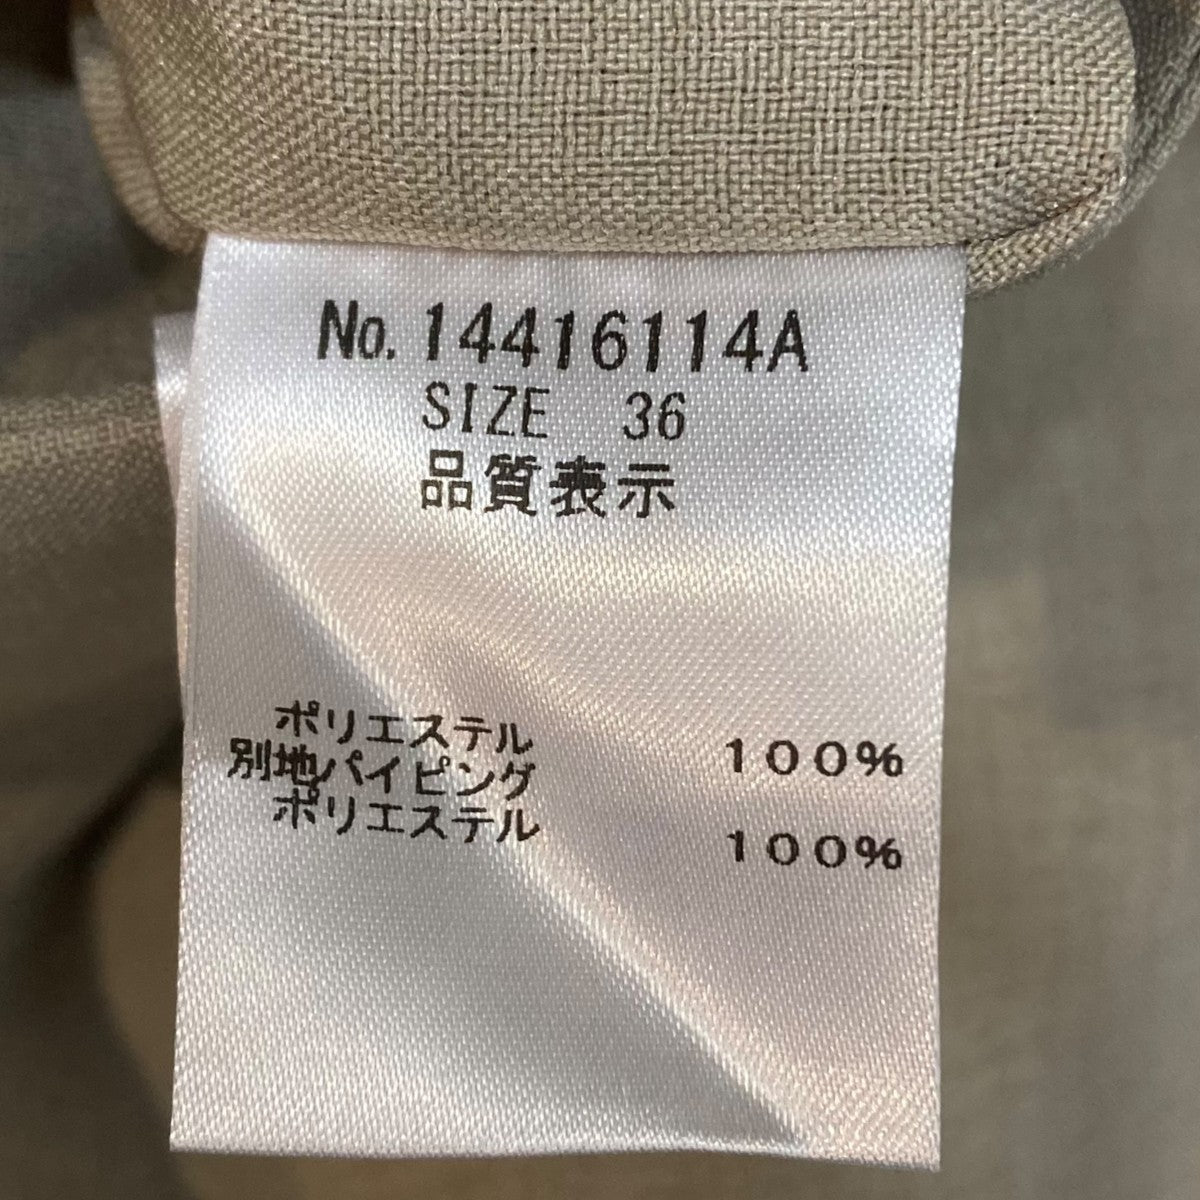 No. 14416114A
SIZE 36
品質表示
ポリエステル 100%
別地パイピング
ポリエステル 100%